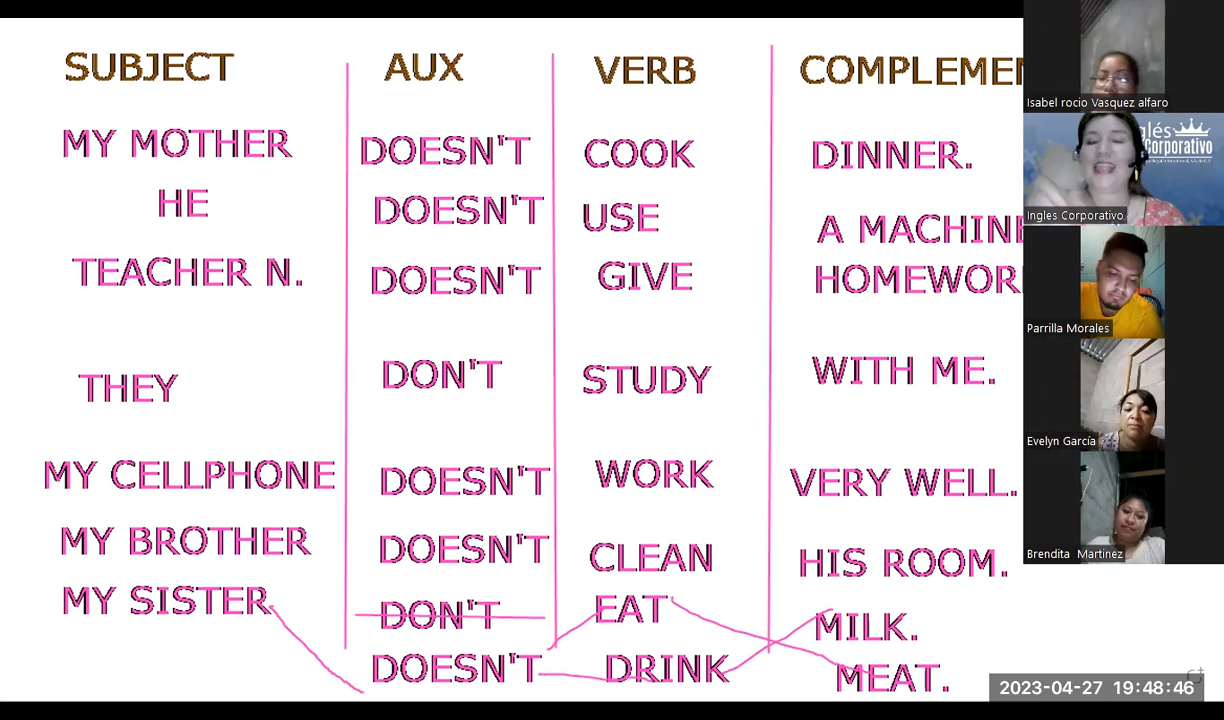 SUBJECT AUX VERB COMPLEMEN
MY MOTHER DOESN'T COOK DINNER.
HE DOESN'T USE A MACHINE
TEACHER N. DOESN'T GIVE HOMEWOR
THEY DON'T STUDY WITH ME.
MY CELLPHONE DOESN'T WORK VERY WELL.
MY BROTHER DOESN'T CLEAN HIS ROOM.
MY SISTER DON'T EAT MILK.
DOESN'T DRINK MEAT.
Isabel rocio Vasquez alfaro
glés
Corporativo
Ingles Corporativo
Parrilla Morales
Evelyn García
Brendita Martinez
2023-04-27 19:48:46